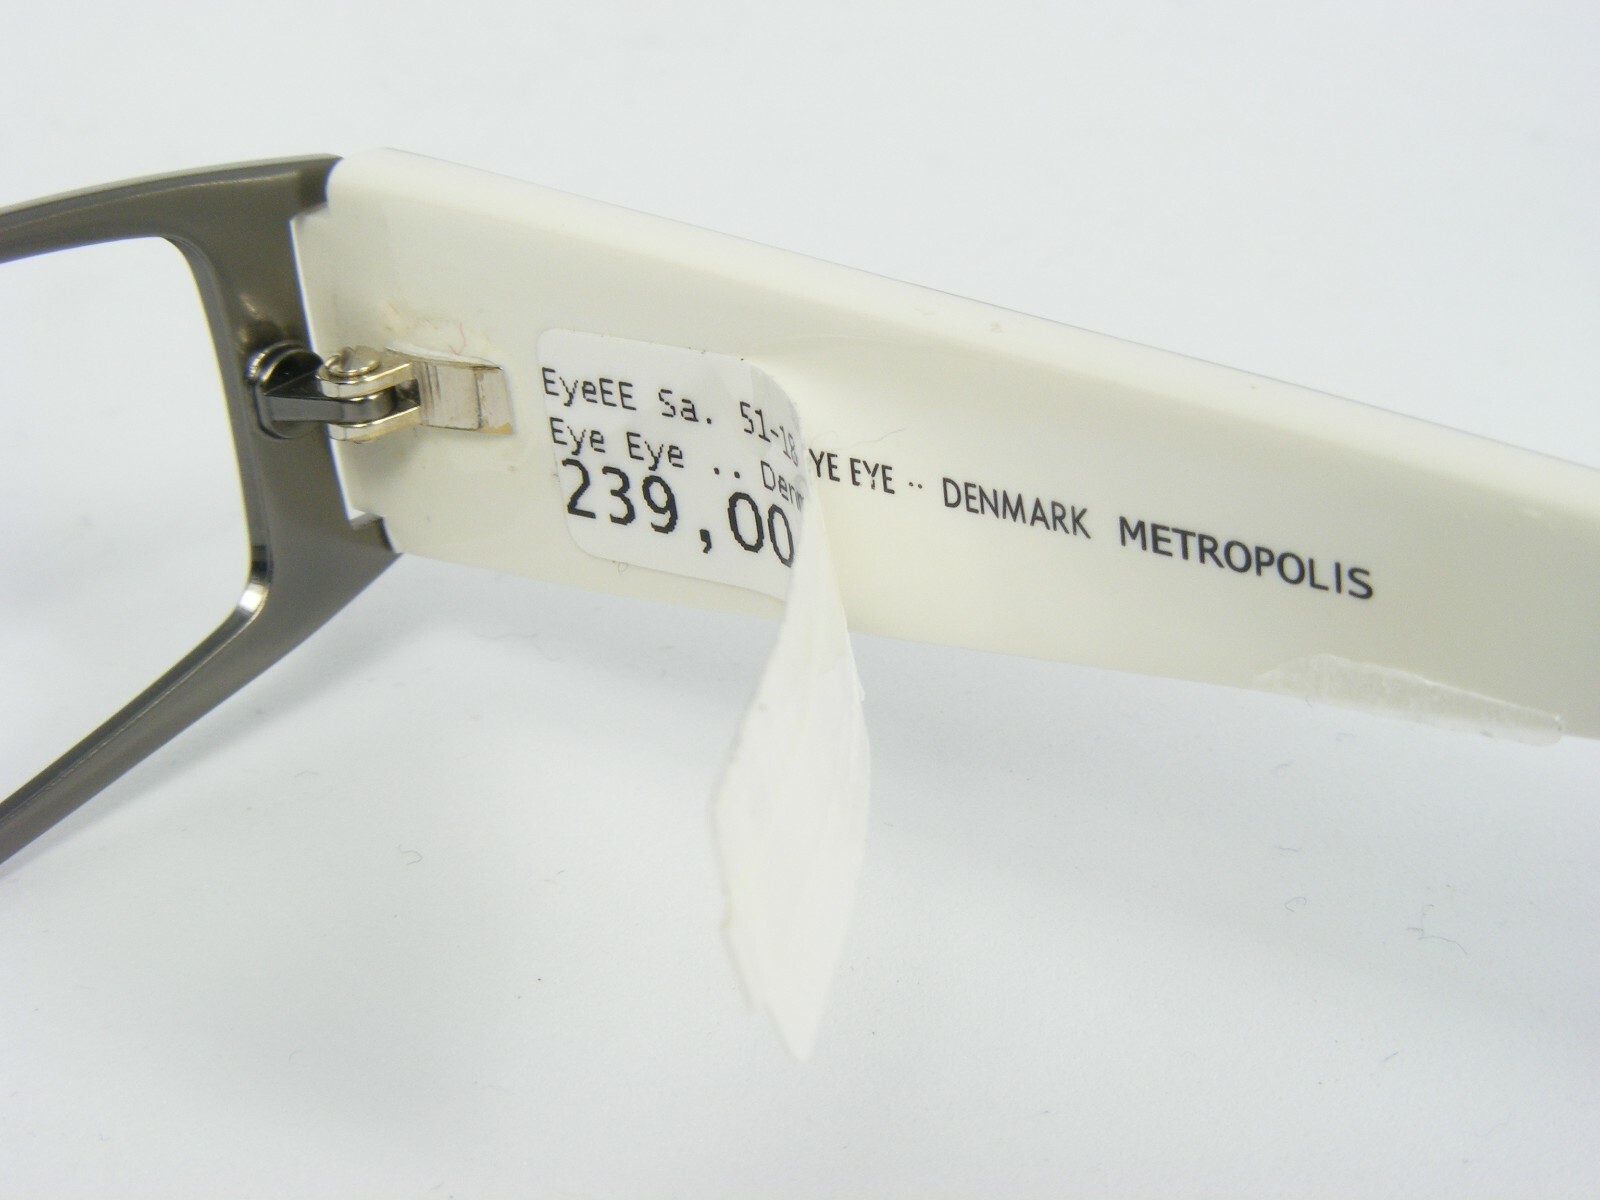 EyeEE Sa. 51-18
Eye Eye .. Den
239,00
YE EYE .. DENMARK METROPOLIS